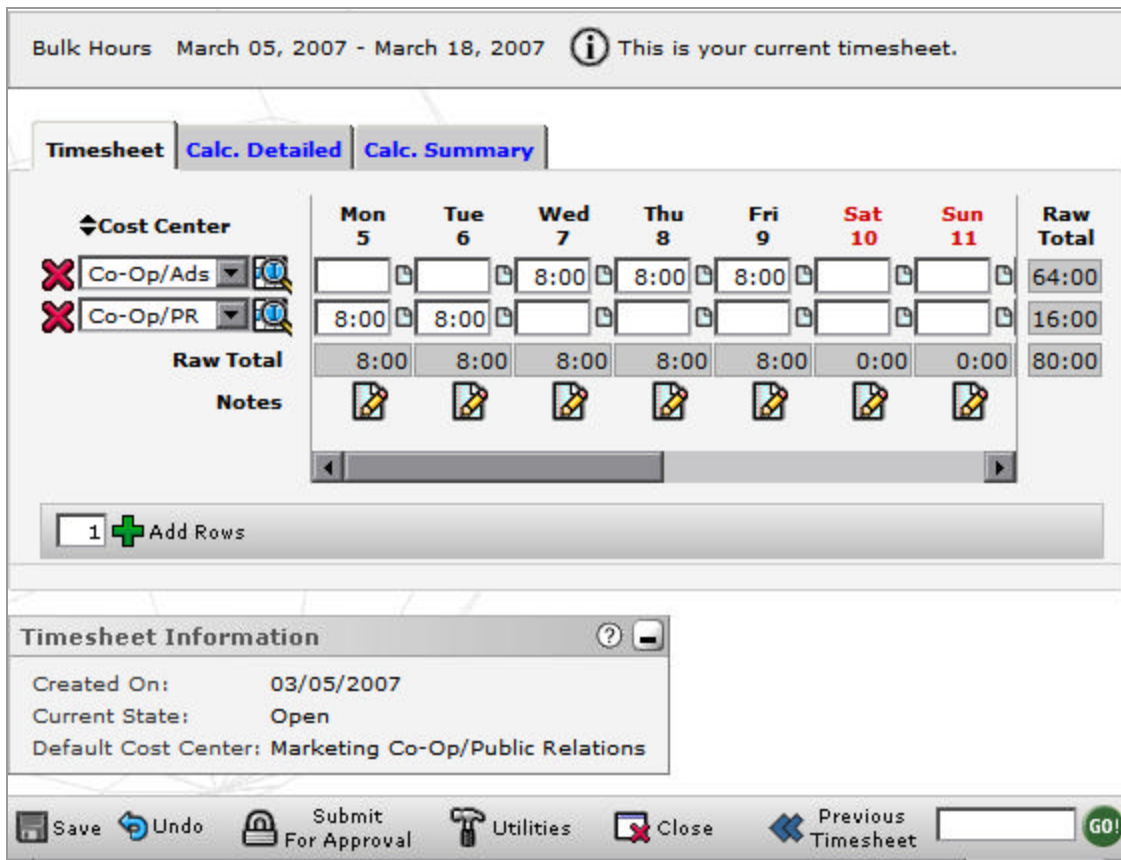 Bulk Hours March 05, 2007 - March 18, 2007 i This is your current timesheet.
Timesheet Calc. Detailed Calc. Summary
Cost Center Mon 5 Tue 6 Wed 7 Thu 8 Fri 9 Sat 10 Sun 11 Raw Total
Co-Op/Ads 8:00 8:00 8:00 64:00
Co-Op/PR 8:00 8:00 16:00
Raw Total 8:00 8:00 8:00 8:00 8:00 0:00 0:00 80:00
Notes
1 Add Rows
Timesheet Information ?
Created On: 03/05/2007
Current State: Open
Default Cost Center: Marketing Co-Op/Public Relations
Save Undo Submit For Approval Utilities Close Previous Timesheet GO!